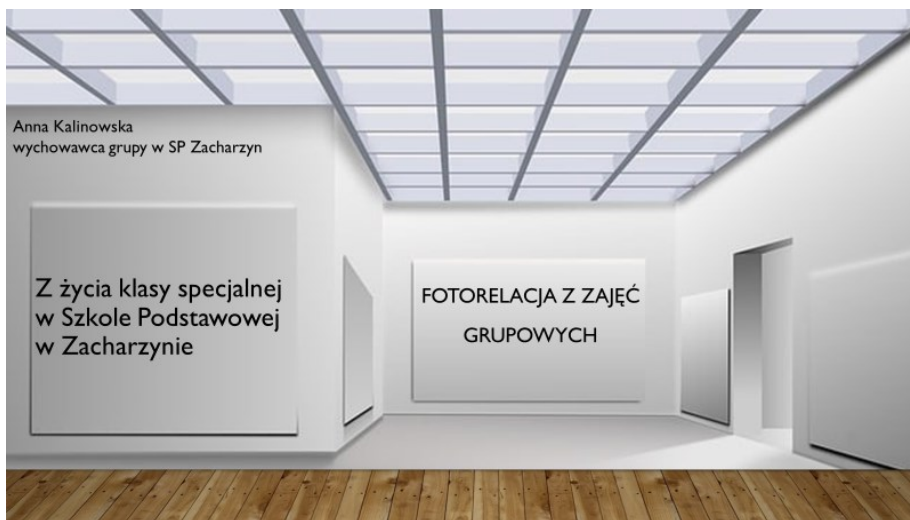 Anna Kalinowska
wychowawca grupy w SP Zacharzyn
Z życia klasy specjalnej
w Szkole Podstawowej
w Zacharzynie
FOTORELACJA Z ZAJĘĆ
GRUPOWYCH